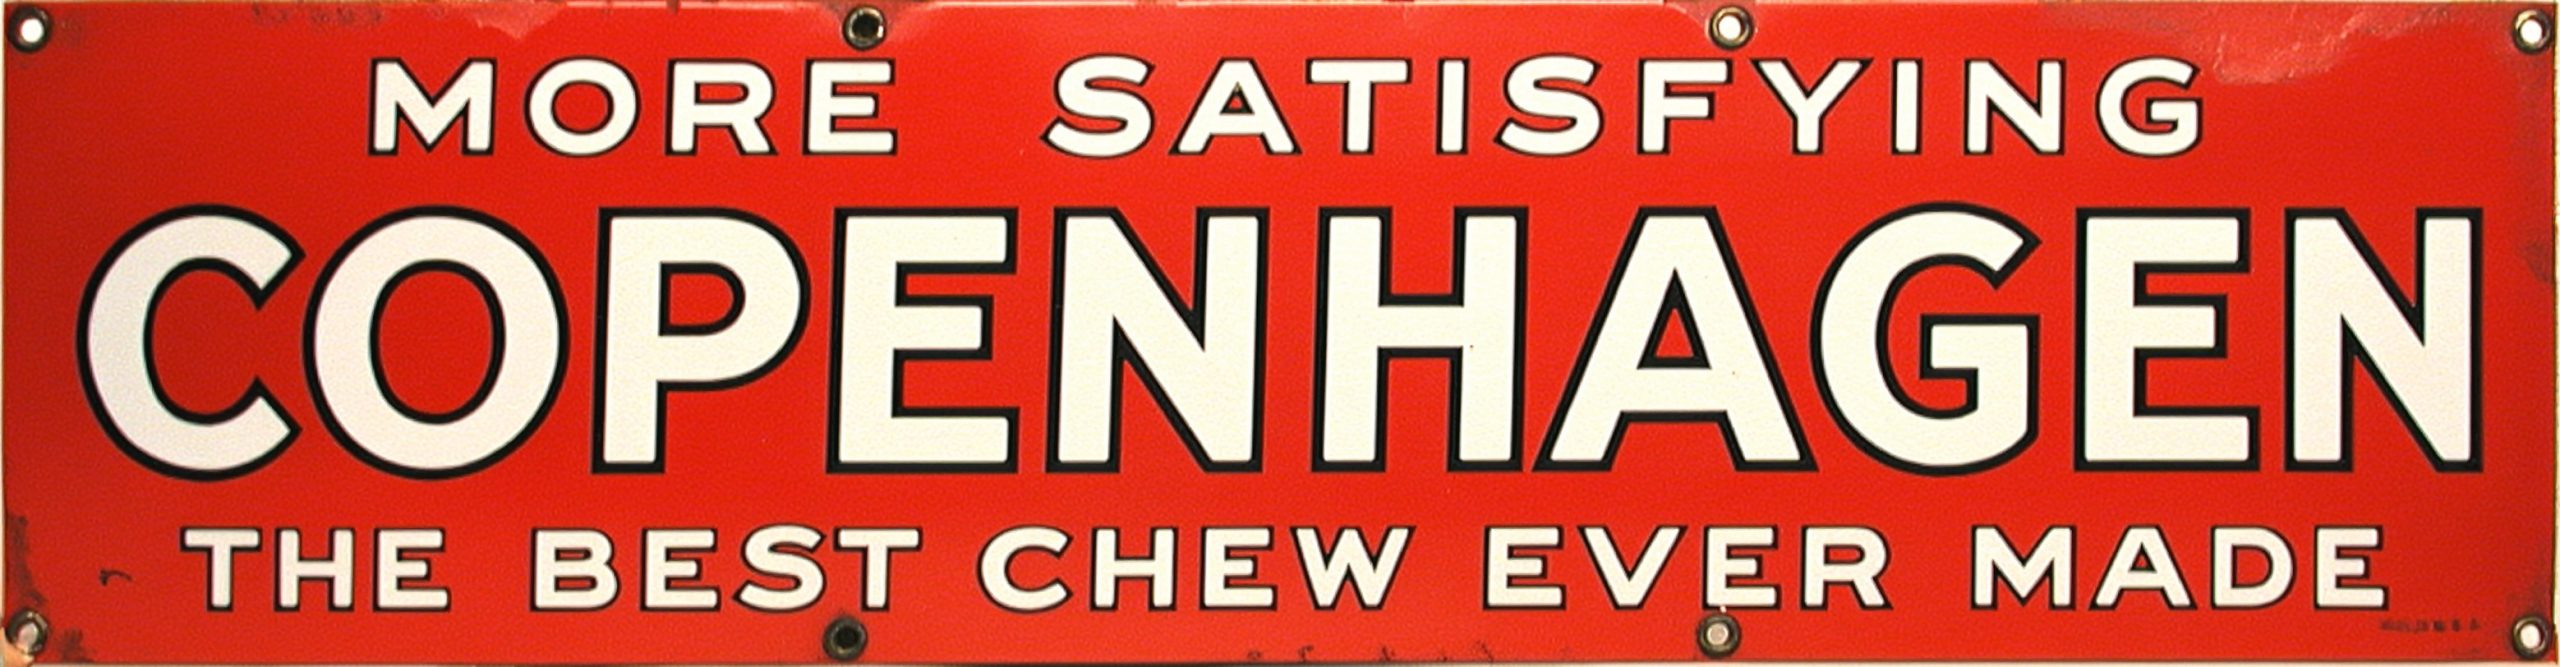 MORE SATISFYING
COPENHAGEN
THE BEST CHEW EVER MADE